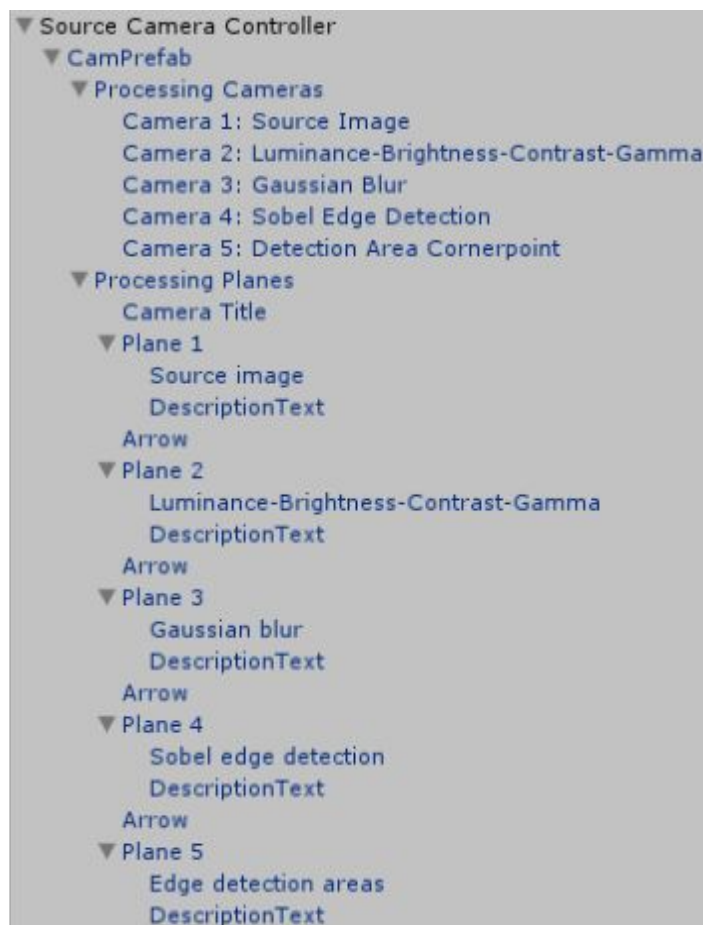 Source Camera Controller
CamPrefab
Processing Cameras
Camera 1: Source Image
Camera 2: Luminance-Brightness-Contrast-Gamma
Camera 3: Gaussian Blur
Camera 4: Sobel Edge Detection
Camera 5: Detection Area Cornerpoint
Processing Planes
Camera Title
Plane 1
Source image
DescriptionText
Arrow
Plane 2
Luminance-Brightness-Contrast-Gamma
DescriptionText
Arrow
Plane 3
Gaussian blur
DescriptionText
Arrow
Plane 4
Sobel edge detection
DescriptionText
Arrow
Plane 5
Edge detection areas
DescriptionText